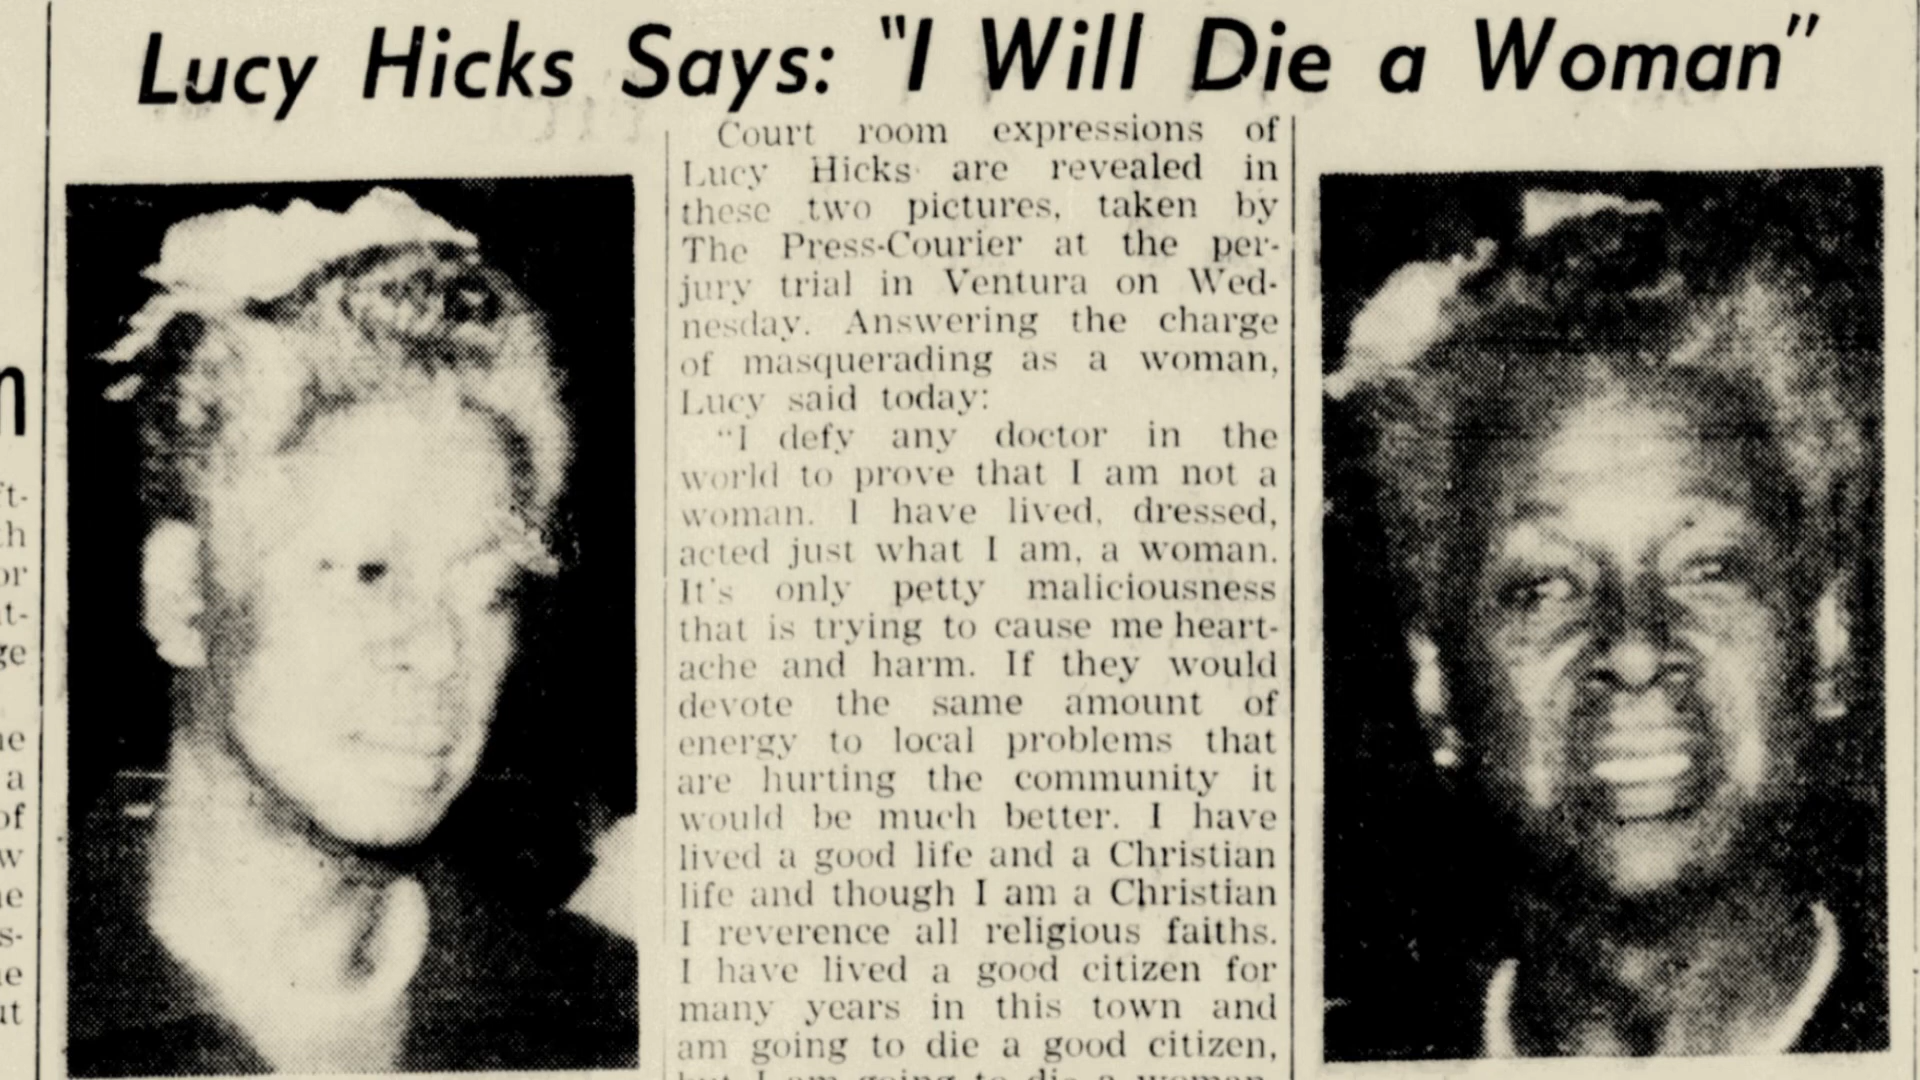 Lucy Hicks Says: "I Will Die a Woman"
Court room expressions of
Lucy Hicks are revealed in
these two pictures, taken by
The Press-Courier at the per-
jury trial in Ventura on Wed-
nesday. Answering the charge
of masquerading as a woman,
Lucy said today:
"I defy any doctor in the
world to prove that I am not a
woman. I have lived, dressed,
acted just what I am, a woman.
It's only petty maliciousness
that is trying to cause me heart-
ache and harm. If they would
devote the same amount of
energy to local problems that
are hurting the community it
would be much better. I have
lived a good life and a Christian
life and though I am a Christian
I reverence all religious faiths.
I have lived a good citizen for
many years in this town and
am going to die a good citizen,
but I am going to die a woman.